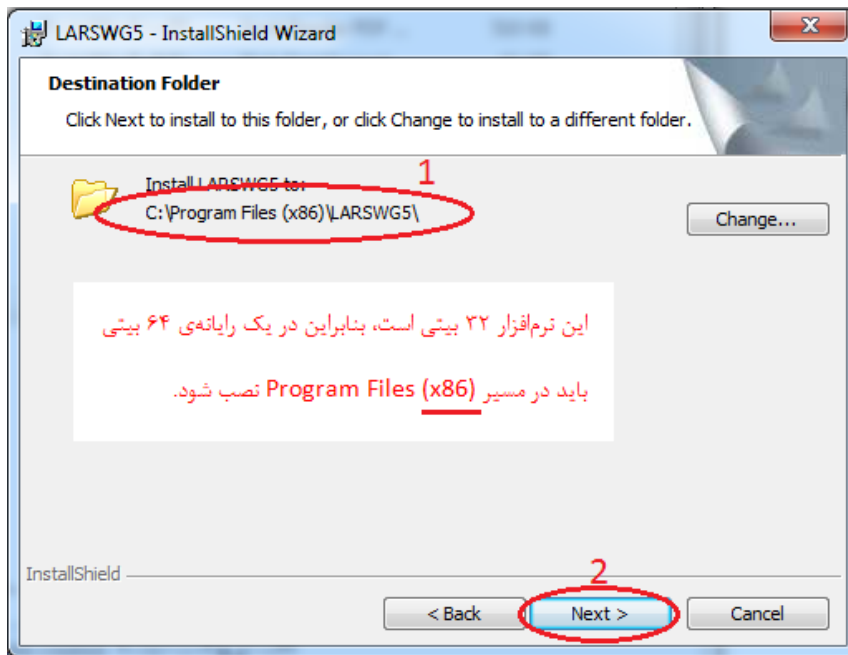 LARSWG5 - InstallShield Wizard
Destination Folder
Click Next to install to this folder, or click Change to install to a different folder.
1
Install LARSWG5 to:
C:\Program Files (x86)\LARSWG5\
Change...
این نرم‌افزار ۳۲ بیتی است، بنابراین در یک رایانه‌ی ۶۴ بیتی
باید در مسیر Program Files (x86) نصب شود.
InstallShield
2
< Back
Next >
Cancel